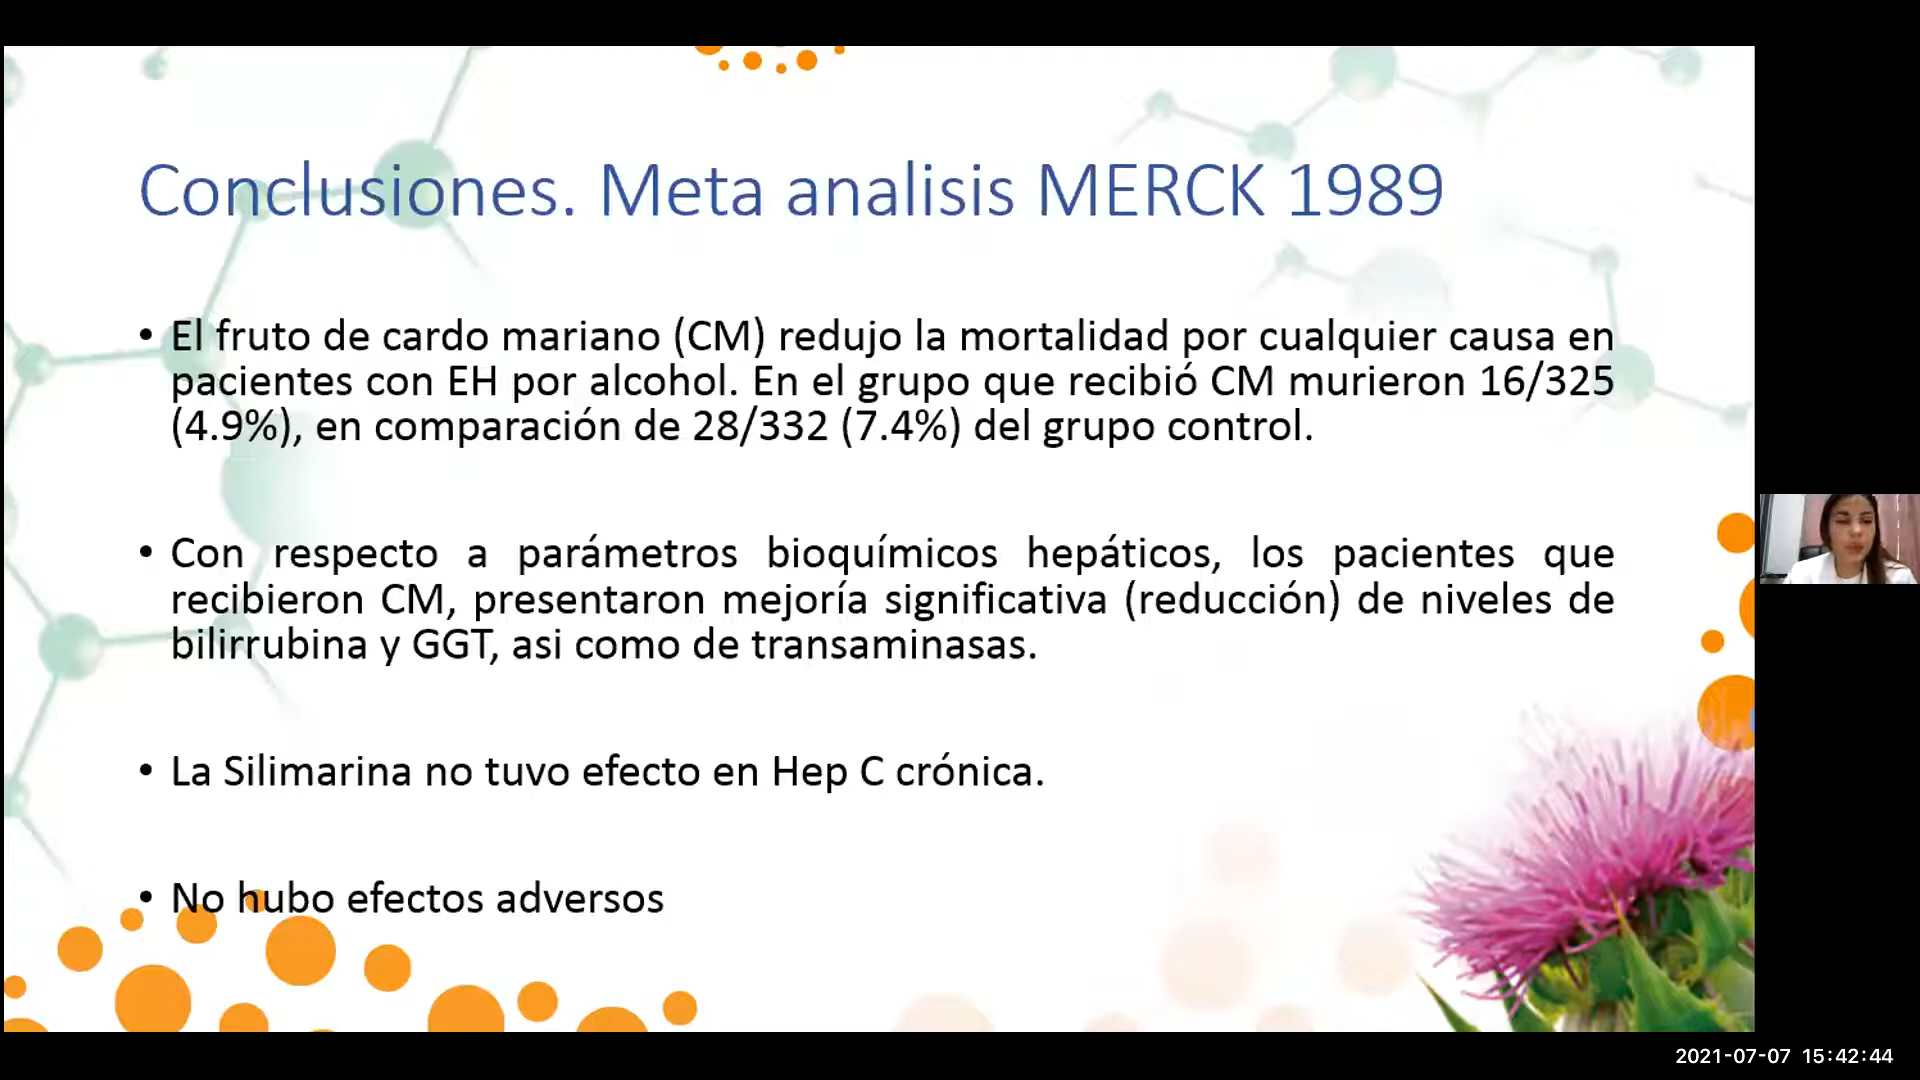 Conclusiones. Meta analisis MERCK 1989
• El fruto de cardo mariano (CM) redujo la mortalidad por cualquier causa en
pacientes con EH por alcohol. En el grupo que recibió CM murieron 16/325
(4.9%), en comparación de 28/332 (7.4%) del grupo control.
• Con respecto a parámetros bioquímicos hepáticos, los pacientes que
recibieron CM, presentaron mejoría significativa (reducción) de niveles de
bilirrubina y GGT, asi como de transaminasas.
• La Silimarina no tuvo efecto en Hep C crónica.
• No hubo efectos adversos
2021-07-07 15:42:44